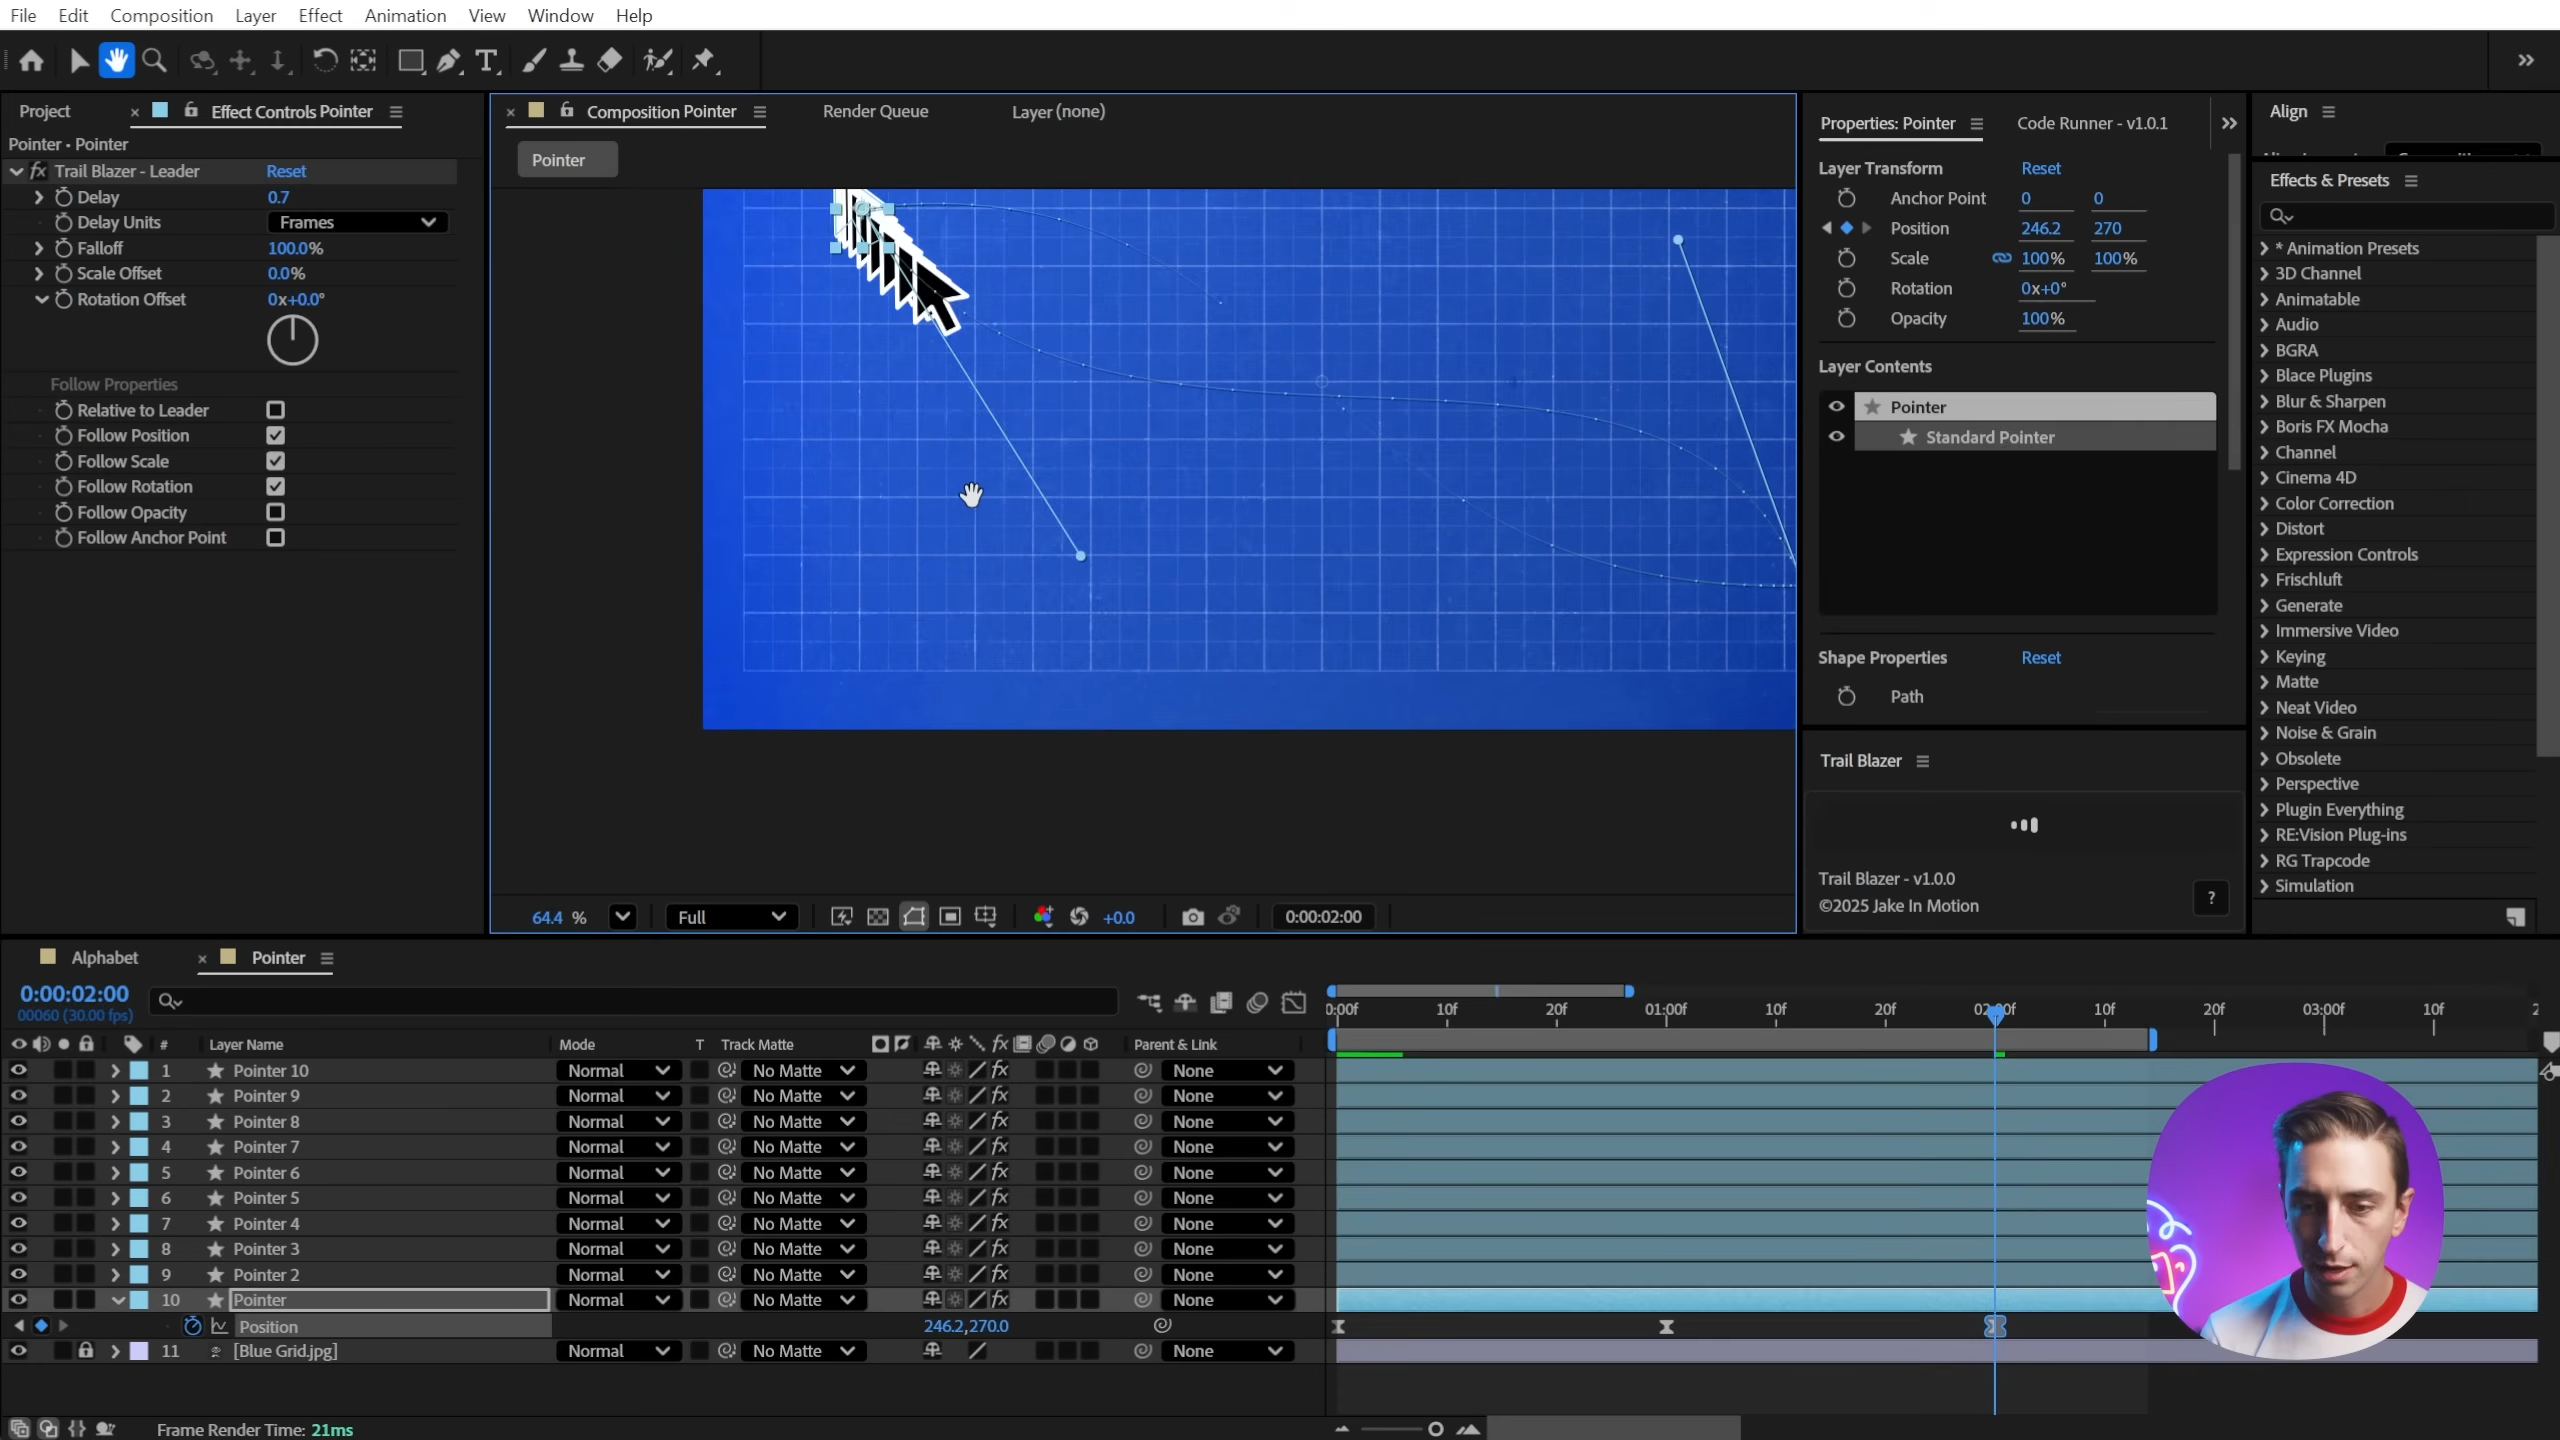 File Edit Composition Layer Effect Animation View Window Help
Project × Effect Controls Pointer
Pointer • Pointer
fx Trail Blazer - Leader Reset
Delay 0.7
Delay Units Frames
Falloff 100.0%
Scale Offset 0.0%
Rotation Offset 0x+0.0°
Follow Properties
Relative to Leader
Follow Position
Follow Scale
Follow Rotation
Follow Opacity
Follow Anchor Point
× Composition Pointer Render Queue Layer (none)
Pointer
64.4 % Full +0.0 0:00:02:00
Properties: Pointer Code Runner - v1.0.1
Layer Transform Reset
Anchor Point 0 0
Position 246.2 270
Scale 100% 100%
Rotation 0x+0°
Opacity 100%
Layer Contents
Pointer
Standard Pointer
Shape Properties Reset
Path
Trail Blazer
Trail Blazer - v1.0.0
©2025 Jake In Motion
?
Align
Effects & Presets
* Animation Presets
3D Channel
Animatable
Audio
BGRA
Blace Plugins
Blur & Sharpen
Boris FX Mocha
Channel
Cinema 4D
Color Correction
Distort
Expression Controls
Frischluft
Generate
Immersive Video
Keying
Matte
Neat Video
Noise & Grain
Obsolete
Perspective
Plugin Everything
RE:Vision Plug-ins
RG Trapcode
Simulation
Alphabet × Pointer
0:00:02:00
00060 (30.00 fps)
0:00f 10f 20f 01:00f 10f 20f 10f 20f 03:00f 10f
# Layer Name Mode T Track Matte fx Parent & Link
1 Pointer 10 Normal No Matte fx None
2 Pointer 9 Normal No Matte fx None
3 Pointer 8 Normal No Matte fx None
4 Pointer 7 Normal No Matte fx None
5 Pointer 6 Normal No Matte fx None
6 Pointer 5 Normal No Matte fx None
7 Pointer 4 Normal No Matte fx None
8 Pointer 3 Normal No Matte fx None
9 Pointer 2 Normal No Matte fx None
10 Pointer Normal No Matte fx None
Position 246.2,270.0
11 [Blue Grid.jpg] Normal No Matte None
Frame Render Time: 21ms